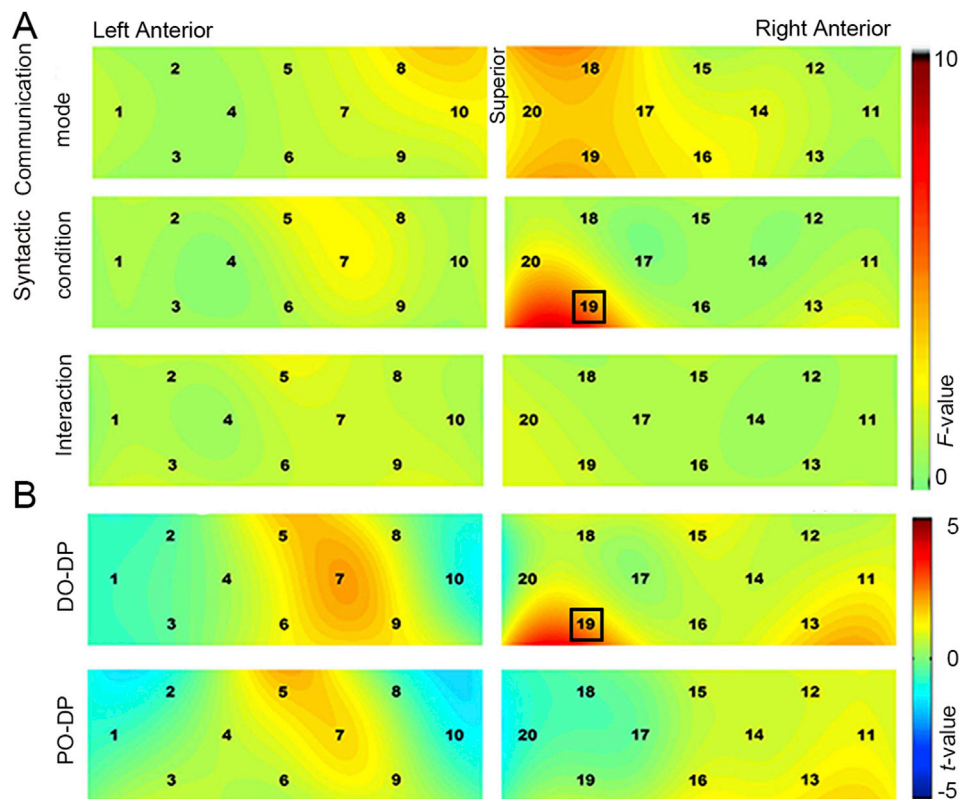 A
Left Anterior
Right Anterior
Communication mode
2 5 8
1 4 7 10
3 6 9
Superior
18 15 12
20 17 14 11
19 16 13
10
Syntactic condition
2 5 8
1 4 7 10
3 6 9
18 15 12
20 17 14 11
19 16 13
Interaction
2 5 8
1 4 7 10
3 6 9
18 15 12
20 17 14 11
19 16 13
F-value
0
B
DO-DP
2 5 8
1 4 7 10
3 6 9
18 15 12
20 17 14 11
19 16 13
5
0
PO-DP
2 5 8
1 4 7 10
3 6 9
18 15 12
20 17 14 11
19 16 13
t-value
-5